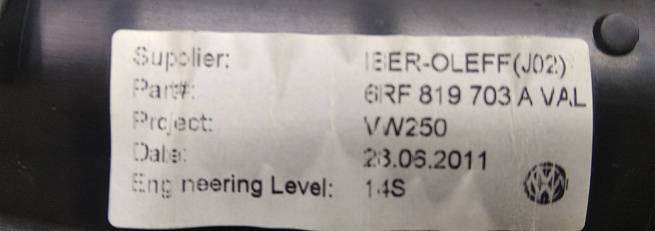 Supplier: IBER-OLEFF(J02)
Part#: 6RF 819 703 A VAL
Project: VW250
Date: 28.06.2011
Engineering Level: 14S